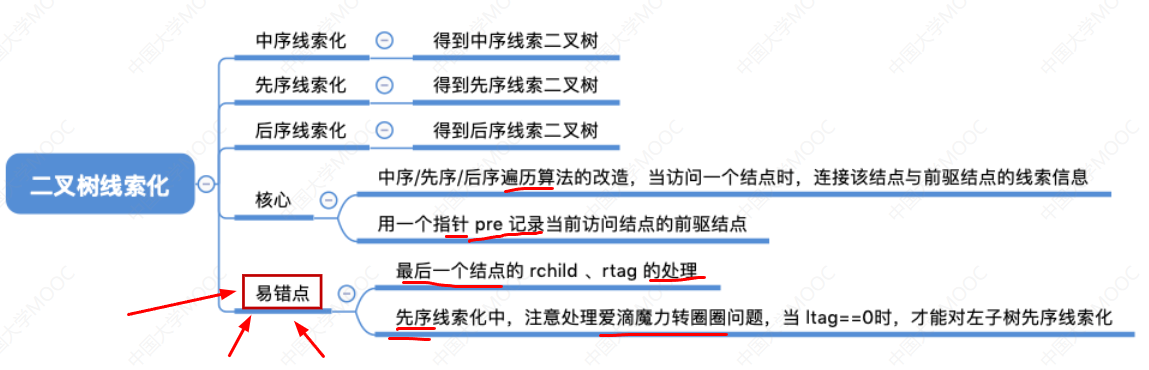 中序线索化
得到中序线索二叉树
先序线索化
得到先序线索二叉树
后序线索化
得到后序线索二叉树
二叉树线索化
核心
中序/先序/后序遍历算法的改造，当访问一个结点时，连接该结点与前驱结点的线索信息
用一个指针 pre 记录当前访问结点的前驱结点
易错点
最后一个结点的 rchild 、rtag 的处理
先序线索化中，注意处理爱滴魔力转圈圈问题，当 ltag==0时，才能对左子树先序线索化
中国大学MOOC